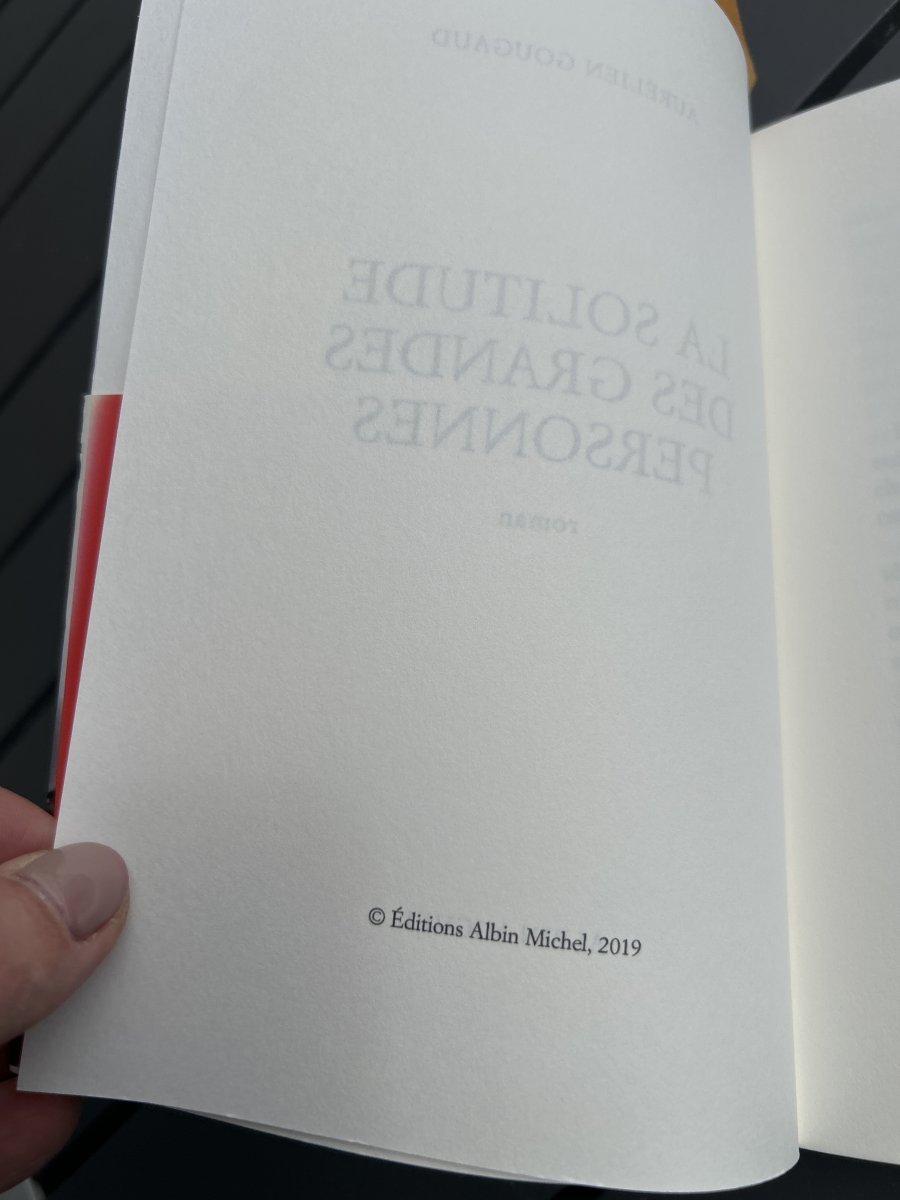 AURÉLIEN GOUGAUD
LA SOLITUDE
DES GRANDES
PERSONNES
roman
© Éditions Albin Michel, 2019